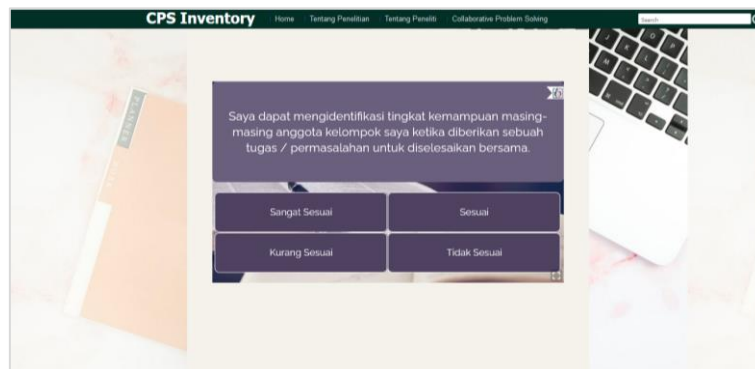 CPS Inventory Home Tentang Penelitian Tentang Peneliti Collaborative Problem Solving Search
PLANNER
Saya dapat mengidentifikasi tingkat kemampuan masing-
masing anggota kelompok saya ketika diberikan sebuah
tugas / permasalahan untuk diselesaikan bersama.
Sangat Sesuai Sesuai
Kurang Sesuai Tidak Sesuai